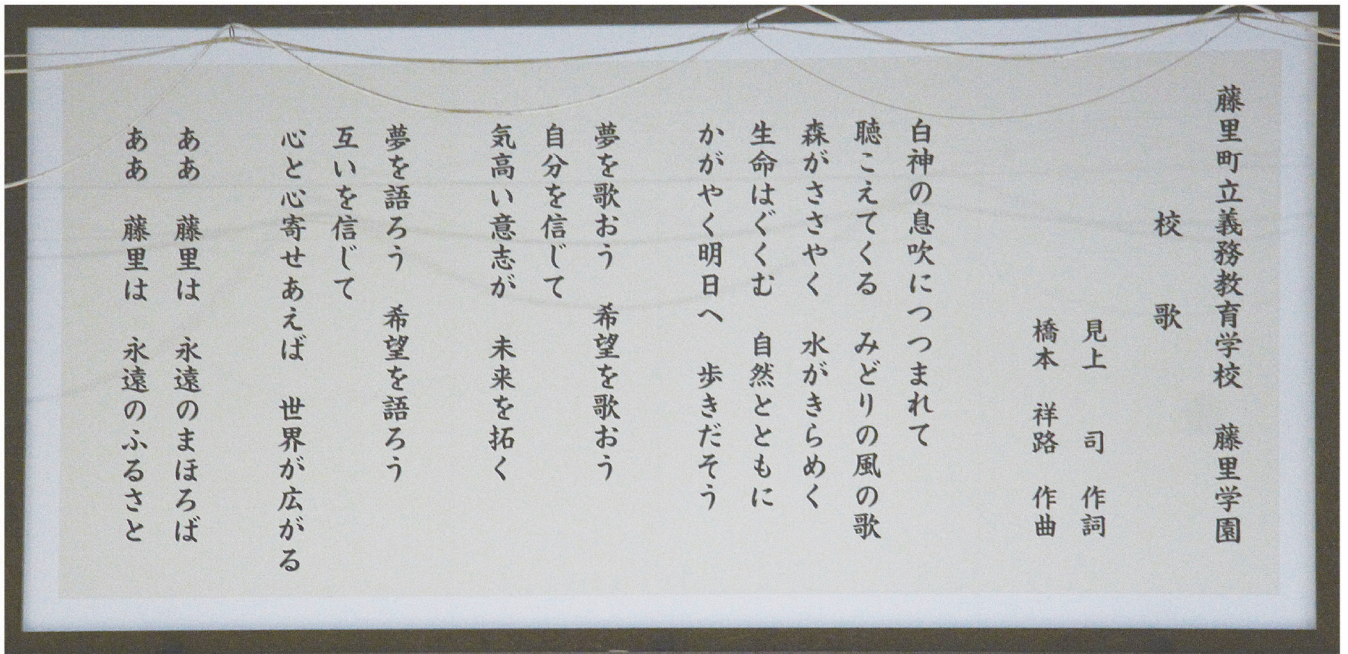 藤里町立義務教育学校　藤里学園
校　歌
見上　司　作詞
橋本　祥路　作曲
白神の息吹につつまれて
聴こえてくる　みどりの風の歌
森がささやく　水がきらめく
生命はぐくむ　自然とともに
かがやく明日へ　歩きだそう
夢を歌おう　希望を歌おう
自分を信じて
気高い意志が　未来を拓く
夢を語ろう　希望を語ろう
互いを信じて
心と心寄せあえば　世界が広がる
ああ　藤里は　永遠のまほろば
ああ　藤里は　永遠のふるさと